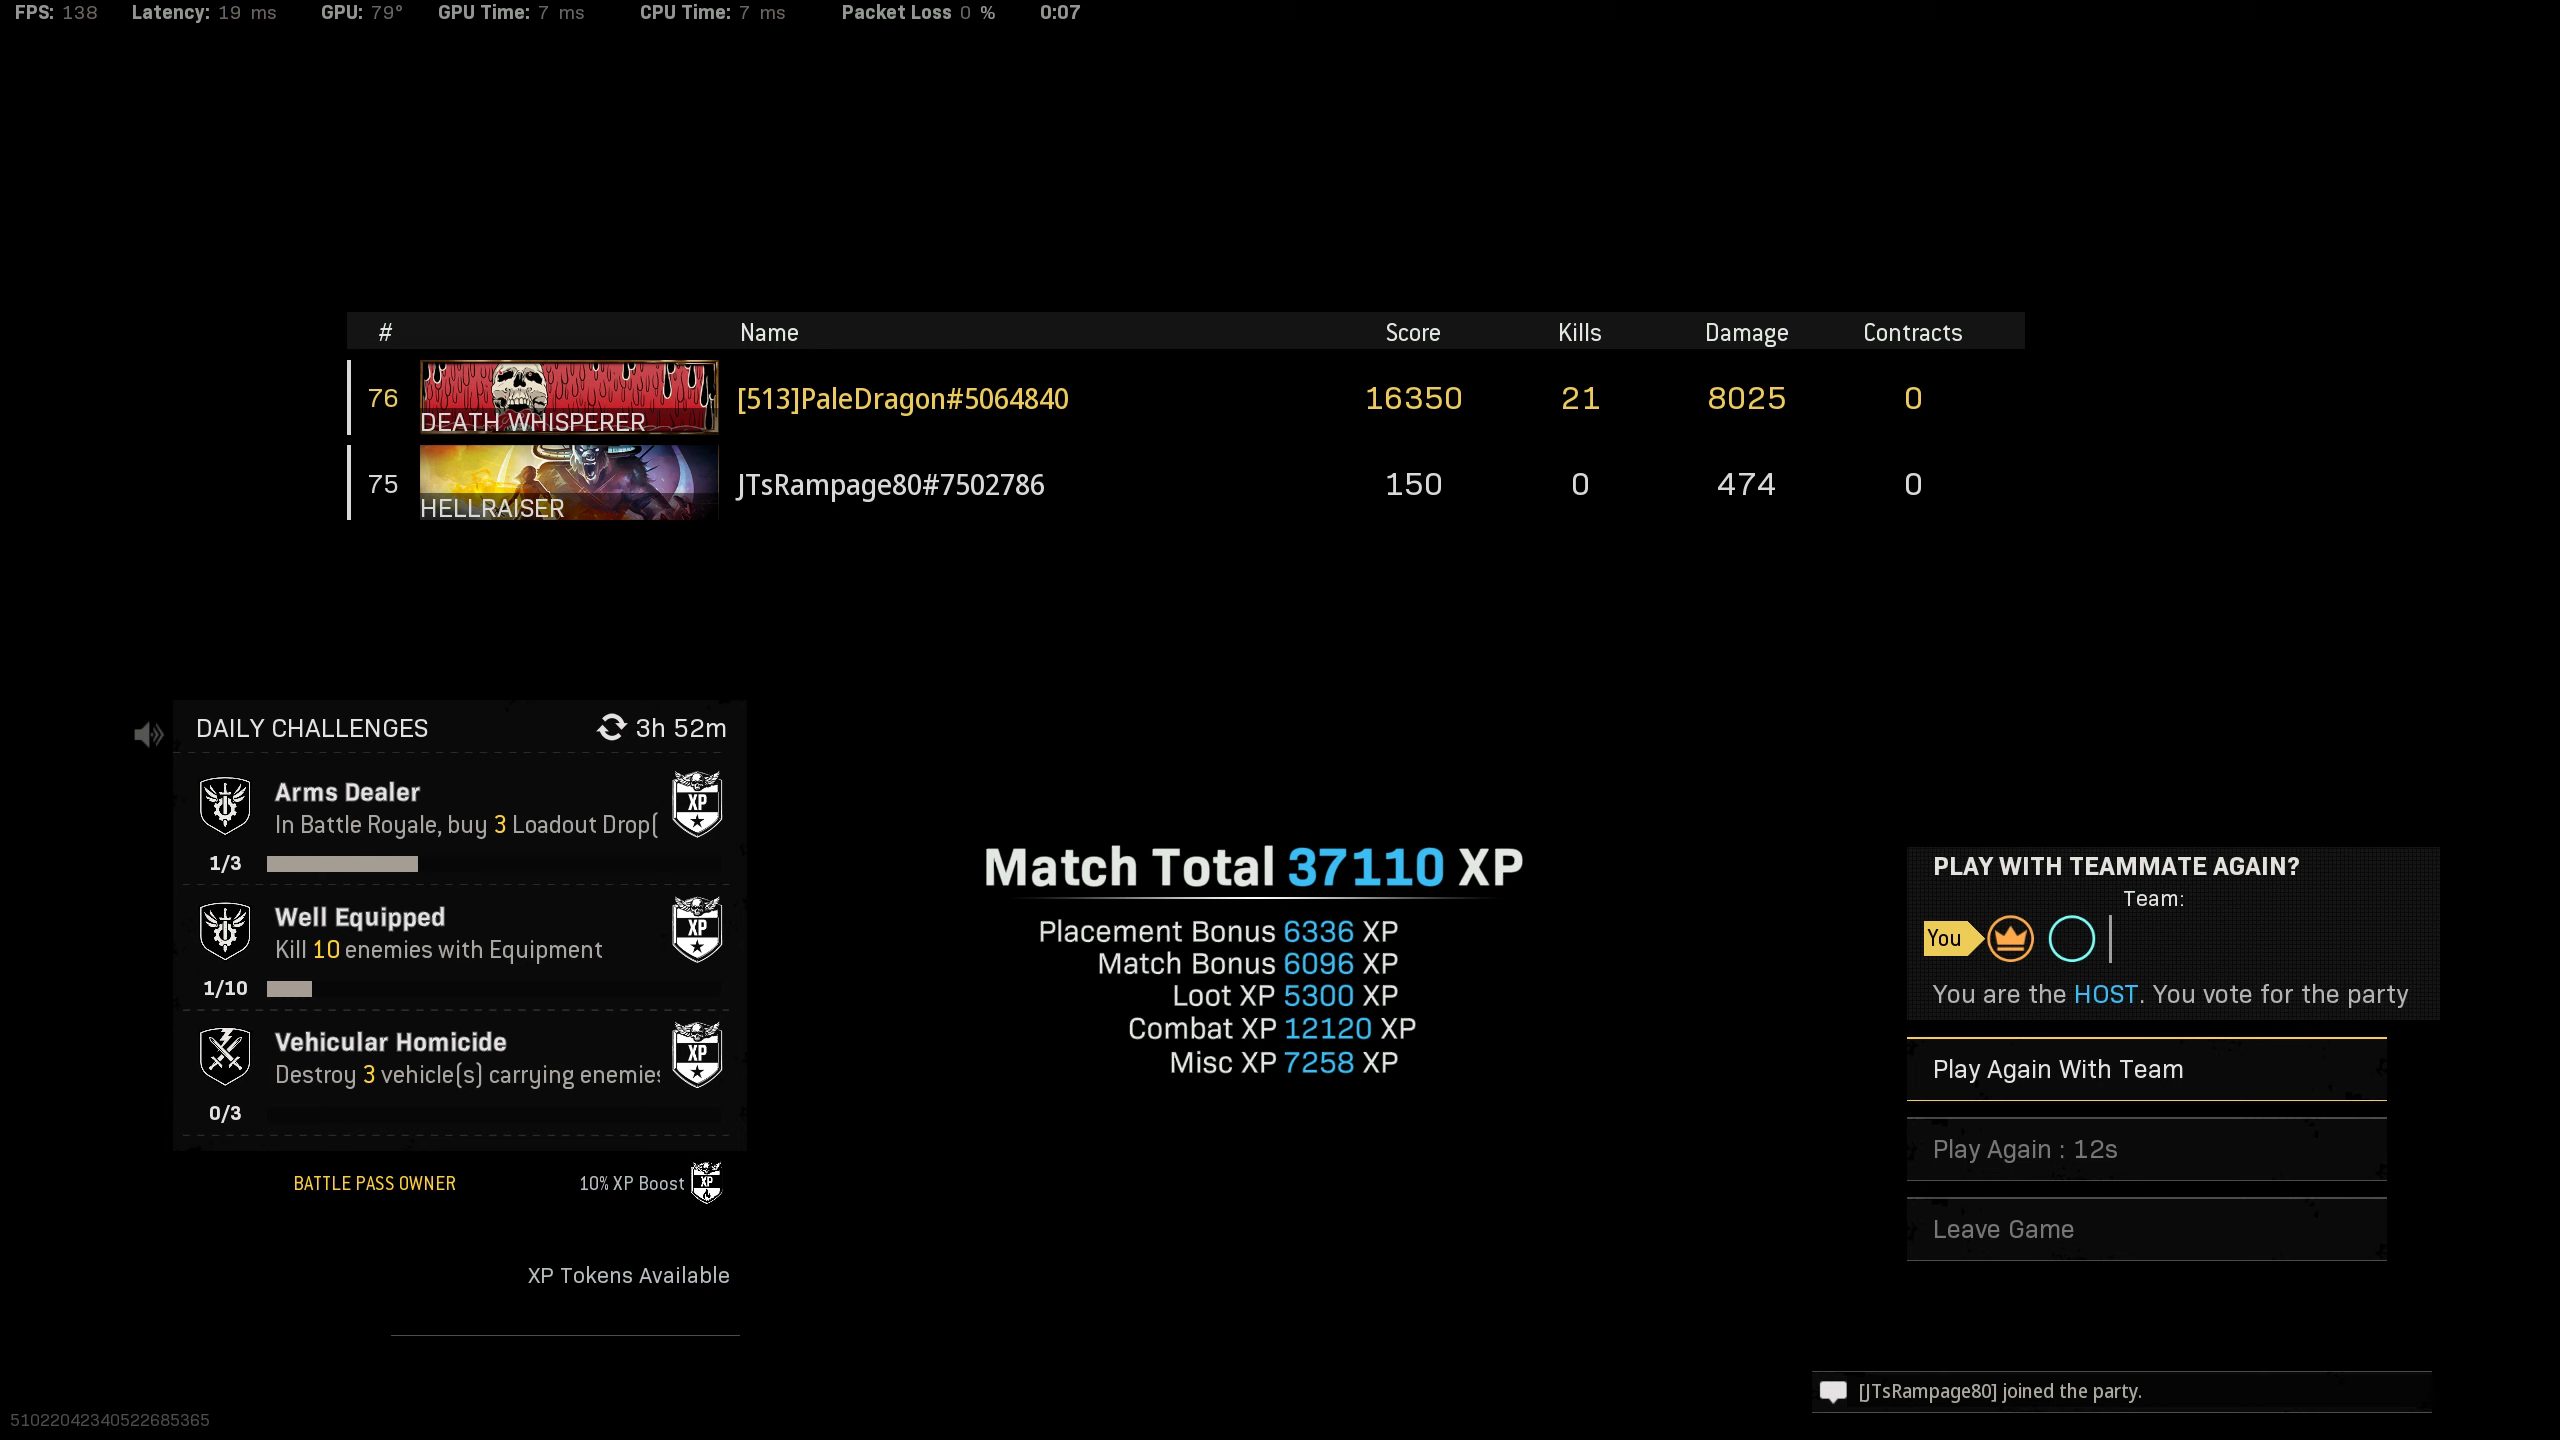 FPS: 138 Latency: 19 ms GPU: 79° GPU Time: 7 ms CPU Time: 7 ms Packet Loss 0 % 0:07
# Name Score Kills Damage Contracts
76 DEATH WHISPERER [513]PaleDragon#5064840 16350 21 8025 0
75 HELLRAISER JTsRampage80#7502786 150 0 474 0
DAILY CHALLENGES 3h 52m
Arms Dealer
In Battle Royale, buy 3 Loadout Drop(
XP
1/3
Well Equipped
Kill 10 enemies with Equipment
XP
1/10
Vehicular Homicide
Destroy 3 vehicle(s) carrying enemies
XP
0/3
BATTLE PASS OWNER 10% XP Boost XP
XP Tokens Available
Match Total 37110 XP
Placement Bonus 6336 XP
Match Bonus 6096 XP
Loot XP 5300 XP
Combat XP 12120 XP
Misc XP 7258 XP
PLAY WITH TEAMMATE AGAIN?
Team:
You
You are the HOST. You vote for the party
Play Again With Team
Play Again : 12s
Leave Game
[JTsRampage80] joined the party.
51022042340522685365